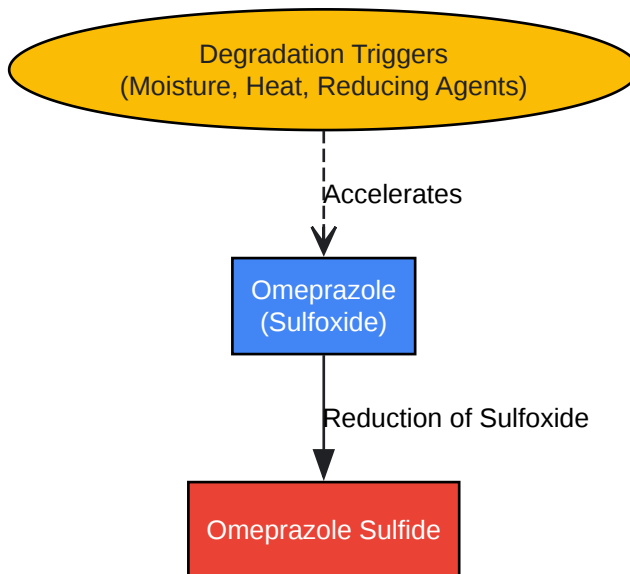 Degradation Triggers
(Moisture, Heat, Reducing Agents)
Accelerates
Omeprazole
(Sulfoxide)
Reduction of Sulfoxide
Omeprazole Sulfide